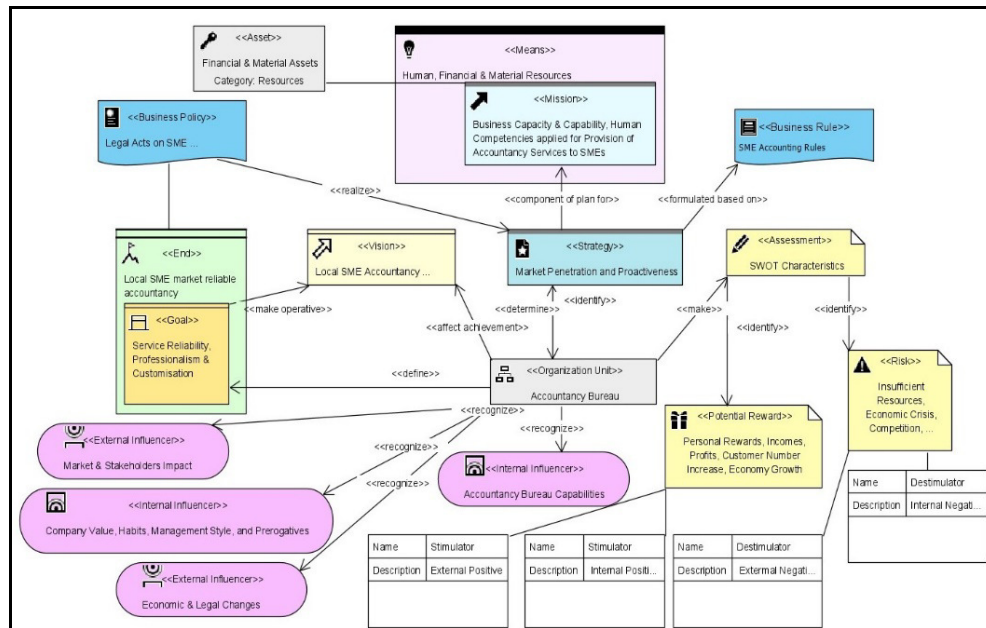 <<Asset>>
Financial & Material Assets
Category: Resources
<<Means>>
Human, Financial & Material Resources
<<Mission>>
Business Capacity & Capability, Human
Competencies applied for Provision of
Accountancy Services to SMEs
<<Business Policy>>
Legal Acts on SME ...
<<Business Rule>>
SME Accounting Rules
<<realize>>
<<component of plan for>>
<<formulated based on>>
<<End>>
Local SME market reliable
accountancy
<<Goal>>
Service Reliability,
Professionalism &
Customisation
<<Vision>>
Local SME Accountancy ...
<<Strategy>>
Market Penetration and Proactiveness
<<Assessment>>
SWOT Characteristics
<<make operative>>
<<identify>>
<<determine>>
<<affect achievement>>
<<make>>
<<identify>>
<<identify>>
<<define>>
<<Organization Unit>>
Accountancy Bureau
<<Risk>>
Insufficient
Resources,
Economic Crisis,
Competition, ...
<<recognize>>
<<recognize>>
<<recognize>>
<<recognize>>
<<Potential Reward>>
Personal Rewards, Incomes,
Profits, Customer Number
Increase, Economy Growth
<<External Influencer>>
Market & Stakeholders Impact
<<Internal Influencer>>
Accountancy Bureau Capabilities
<<Internal Influencer>>
Company Value, Habits, Management Style, and Prerogatives
<<External Influencer>>
Economic & Legal Changes
Name Destimulator
Description Internal Negati...
Name Stimulator
Description External Positive
Name Stimulator
Description Internal Positi...
Name Destimulator
Description Extermal Negati...